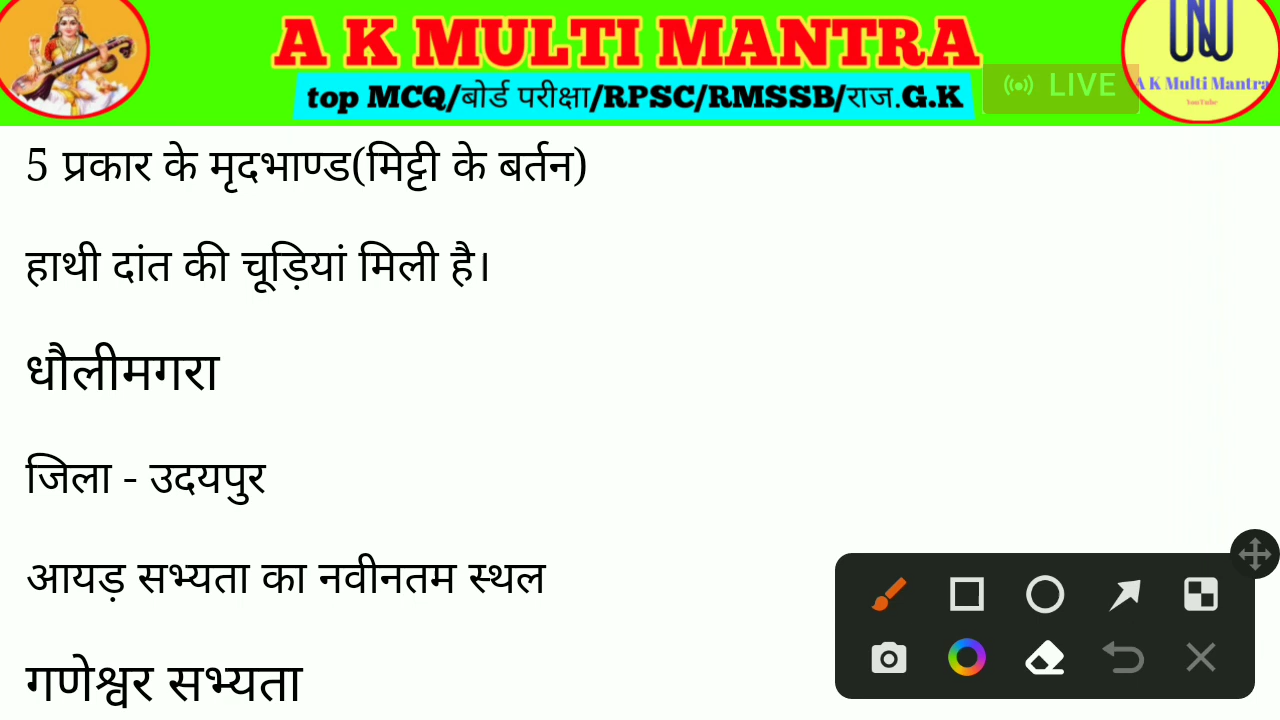 A K MULTI MANTRA
top MCQ/बोर्ड परीक्षा/RPSC/RMSSB/राज.G.K
LIVE
A K Multi Mantra
YouTube
5 प्रकार के मृदभाण्ड(मिट्टी के बर्तन)
हाथी दांत की चूड़ियां मिली है।
धौलीमगरा
जिला - उदयपुर
आयड़ सभ्यता का नवीनतम स्थल
गणेश्वर सभ्यता